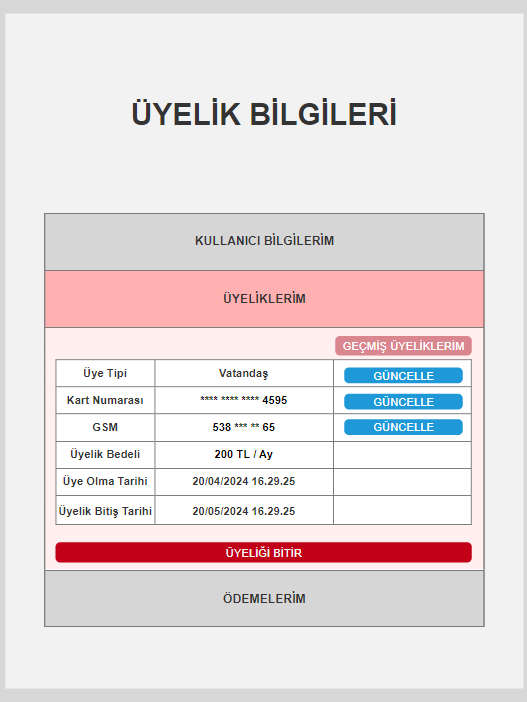 ÜYELİK BİLGİLERİ
KULLANICI BİLGİLERİM
ÜYELİKLERİM
GEÇMİŞ ÜYELİKLERİM
Üye Tipi Vatandaş GÜNCELLE
Kart Numarası **** **** **** 4595 GÜNCELLE
GSM 538 *** ** 65 GÜNCELLE
Üyelik Bedeli 200 TL / Ay
Üye Olma Tarihi 20/04/2024 16.29.25
Üyelik Bitiş Tarihi 20/05/2024 16.29.25
ÜYELİĞİ BİTİR
ÖDEMELERİM